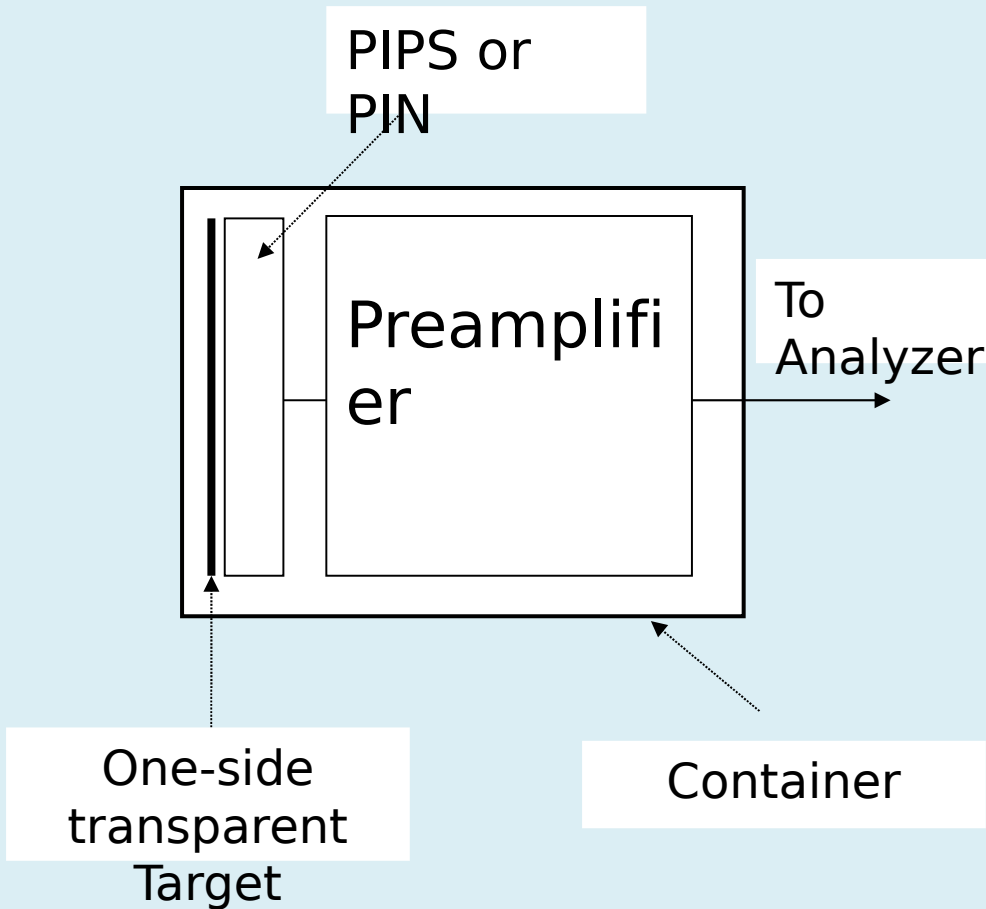 PIPS or
PIN
Preamplifi
er
To
Analyzer
One-side
transparent
Target
Container